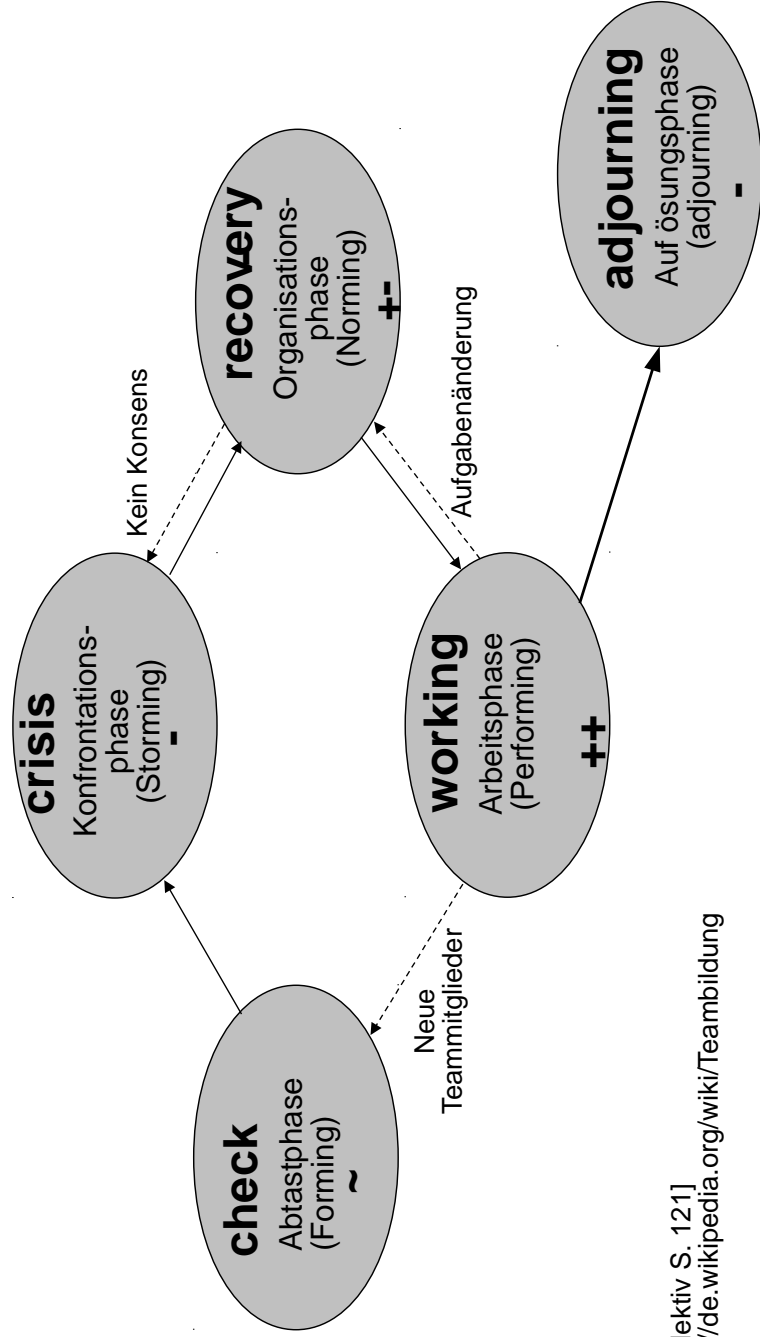 check
Abtastphase
(Forming)
~
crisis
Konfrontations-
phase
(Storming)
-
recovery
Organisations-
phase
(Norming)
+-
working
Arbeitsphase
(Performing)
++
adjourning
Auf ösungsphase
(adjourning)
-
Kein Konsens
Aufgabenänderung
Neue
Teammitglieder
lektiv S. 121]
//de.wikipedia.org/wiki/Teambildung